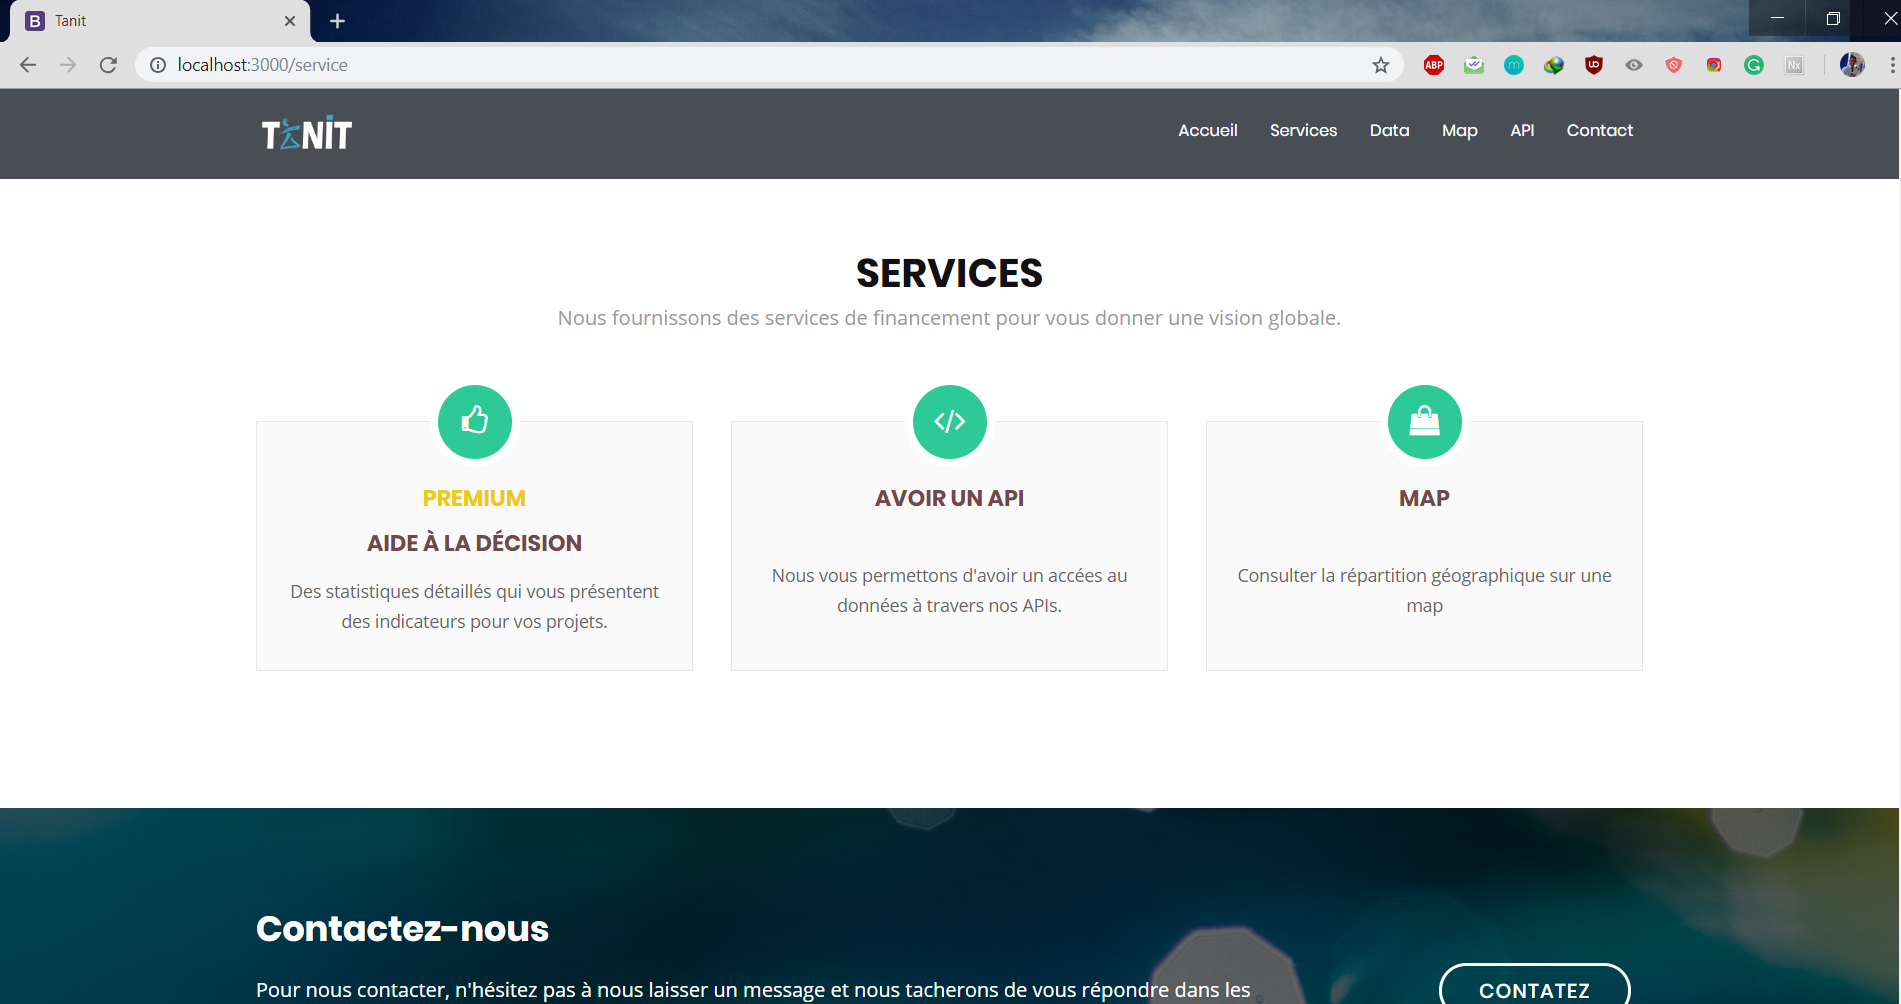 Tanit
localhost:3000/service
ABP
m
Nx
TANIT
Accueil Services Data Map API Contact
SERVICES
Nous fournissons des services de financement pour vous donner une vision globale.
PREMIUM
AIDE À LA DÉCISION
Des statistiques détaillés qui vous présentent
des indicateurs pour vos projets.
AVOIR UN API
Nous vous permettons d'avoir un accées au
données à travers nos APIs.
MAP
Consulter la répartition géographique sur une
map
Contactez-nous
Pour nous contacter, n'hésitez pas à nous laisser un message et nous tacherons de vous répondre dans les
CONTATEZ